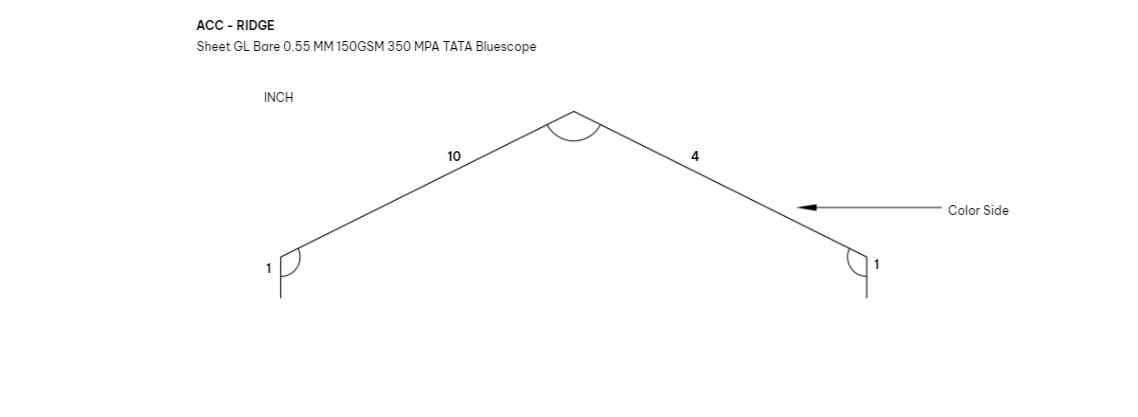 ACC - RIDGE
Sheet GL Bare 0.55 MM 150GSM 350 MPA TATA Bluescope
INCH
10
4
Color Side
1
1